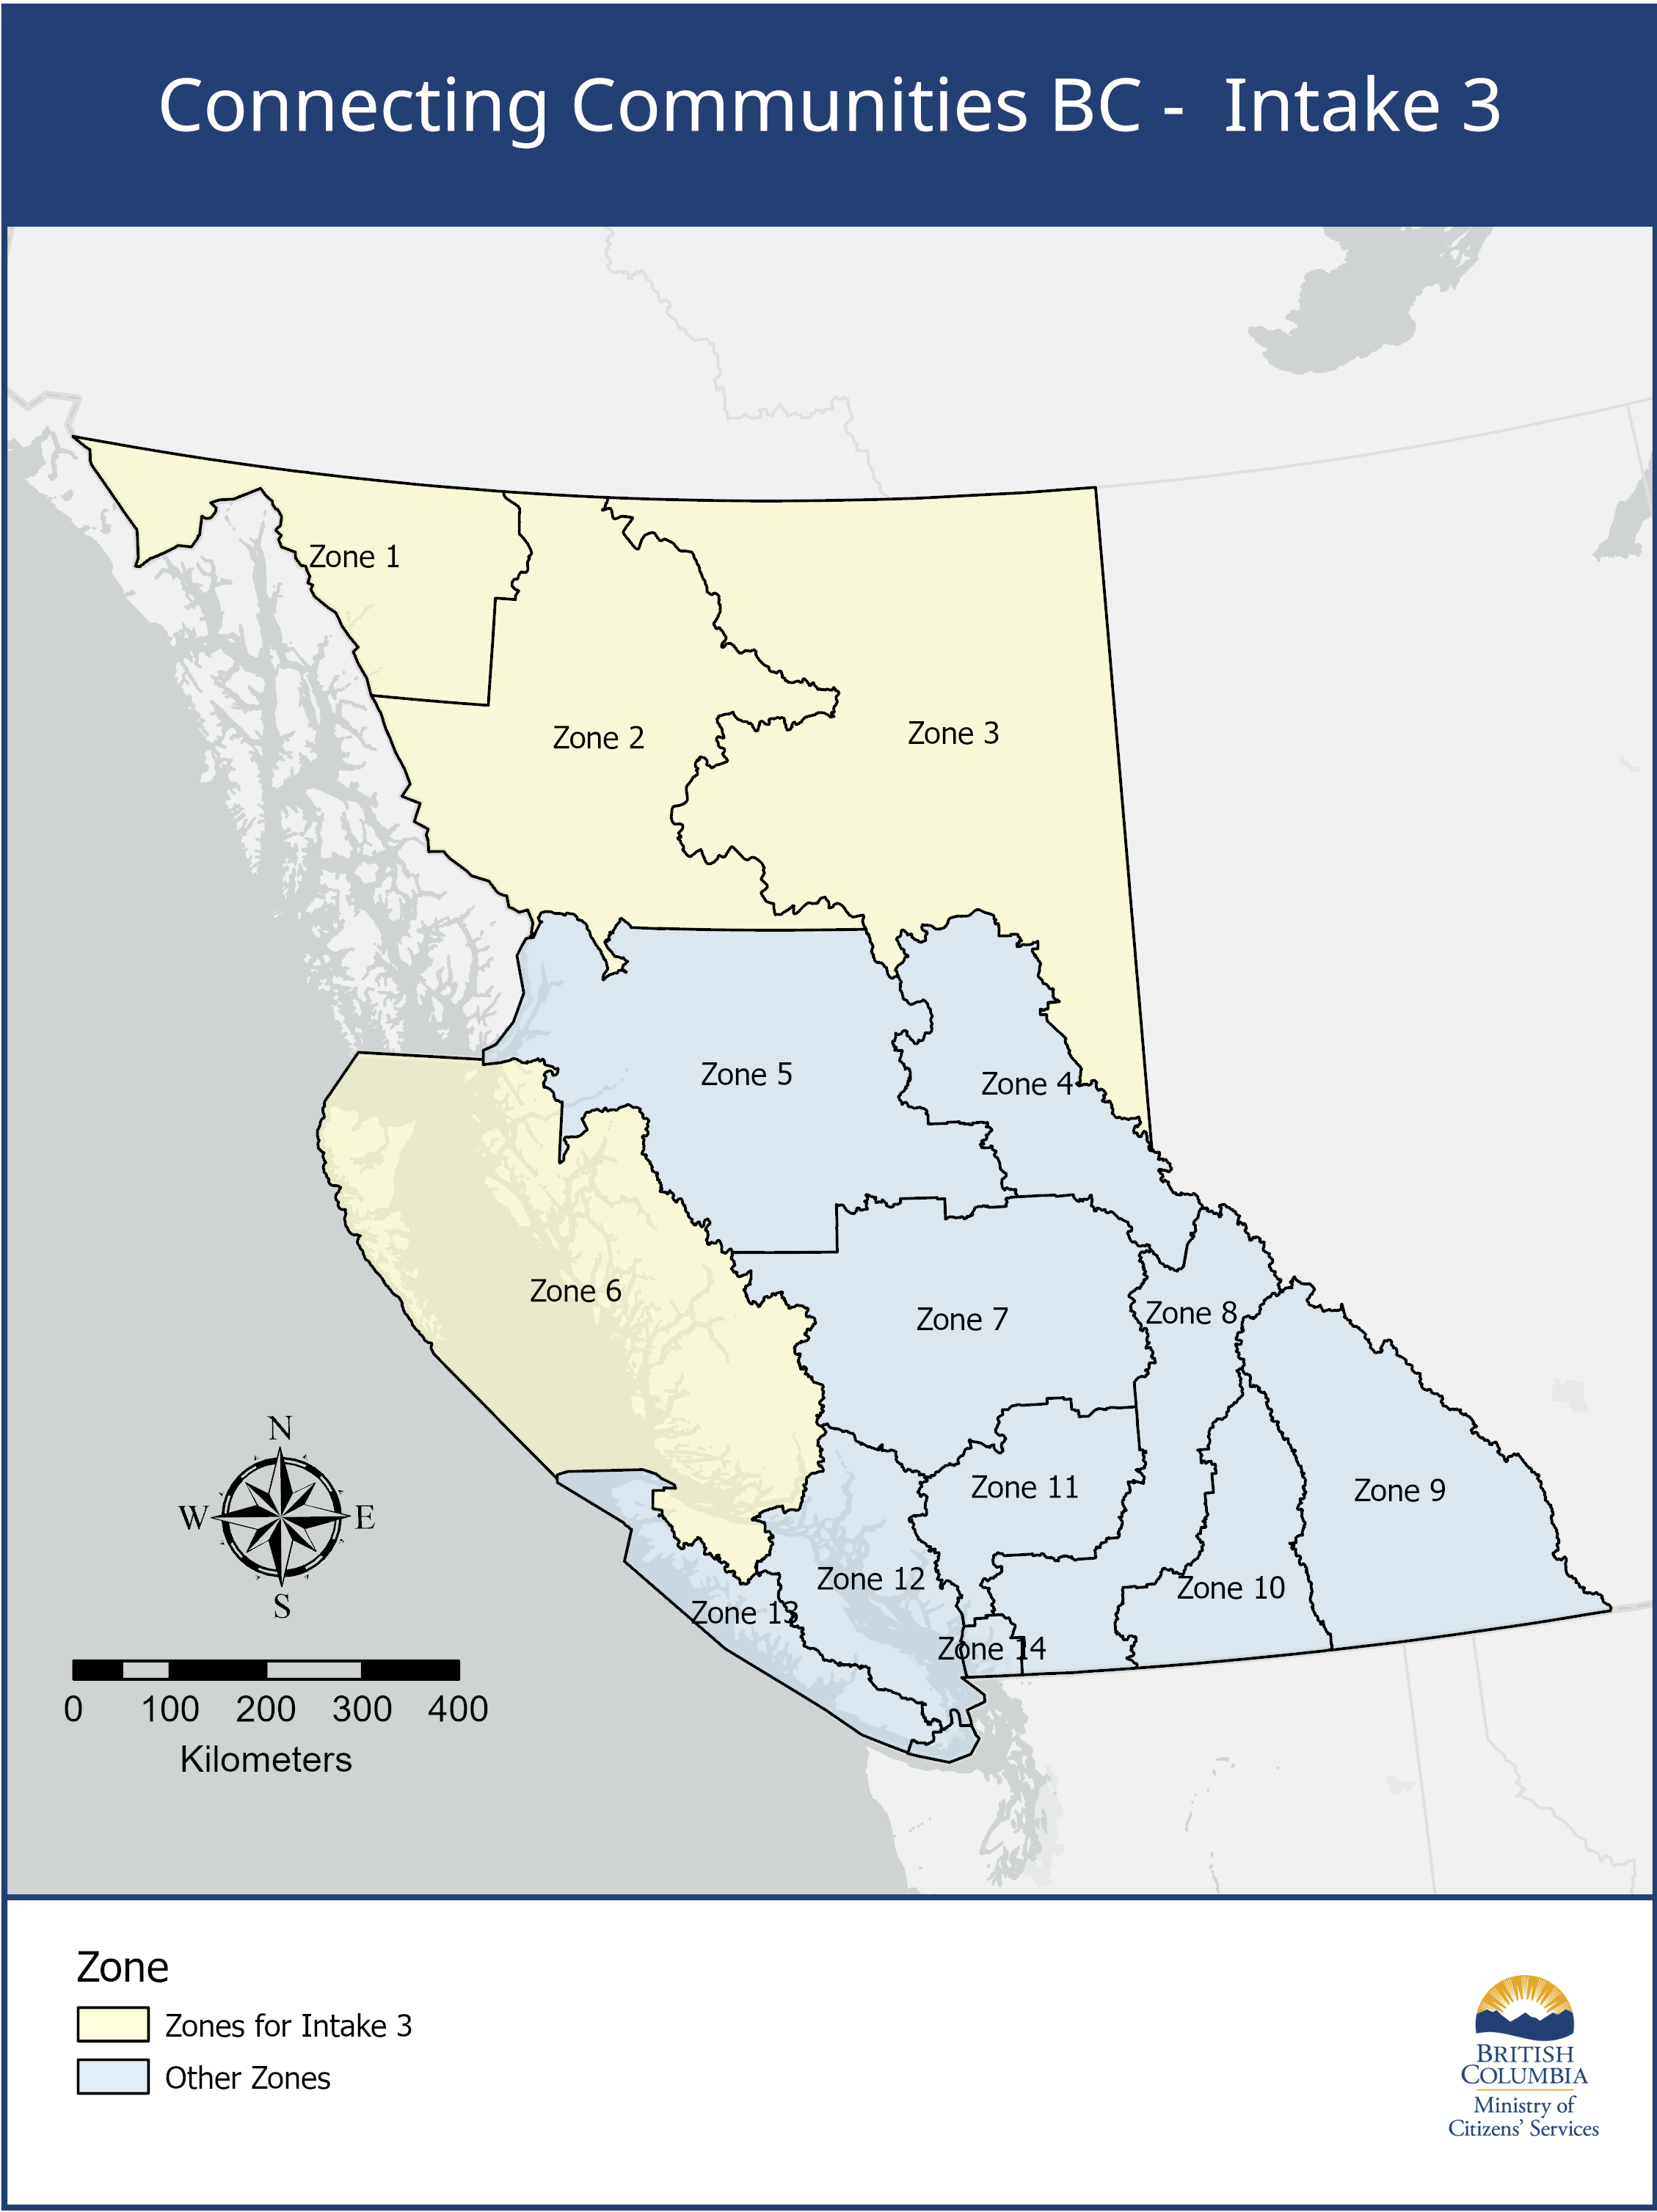 Connecting Communities BC - Intake 3
Zone 1
Zone 2
Zone 3
Zone 5
Zone 4
Zone 6
Zone 7
Zone 8
Zone 11
Zone 9
Zone 12
Zone 10
Zone 13
Zone 14
N
W
E
S
0 100 200 300 400
Kilometers
Zone
Zones for Intake 3
Other Zones
BRITISH
COLUMBIA
Ministry of
Citizens' Services